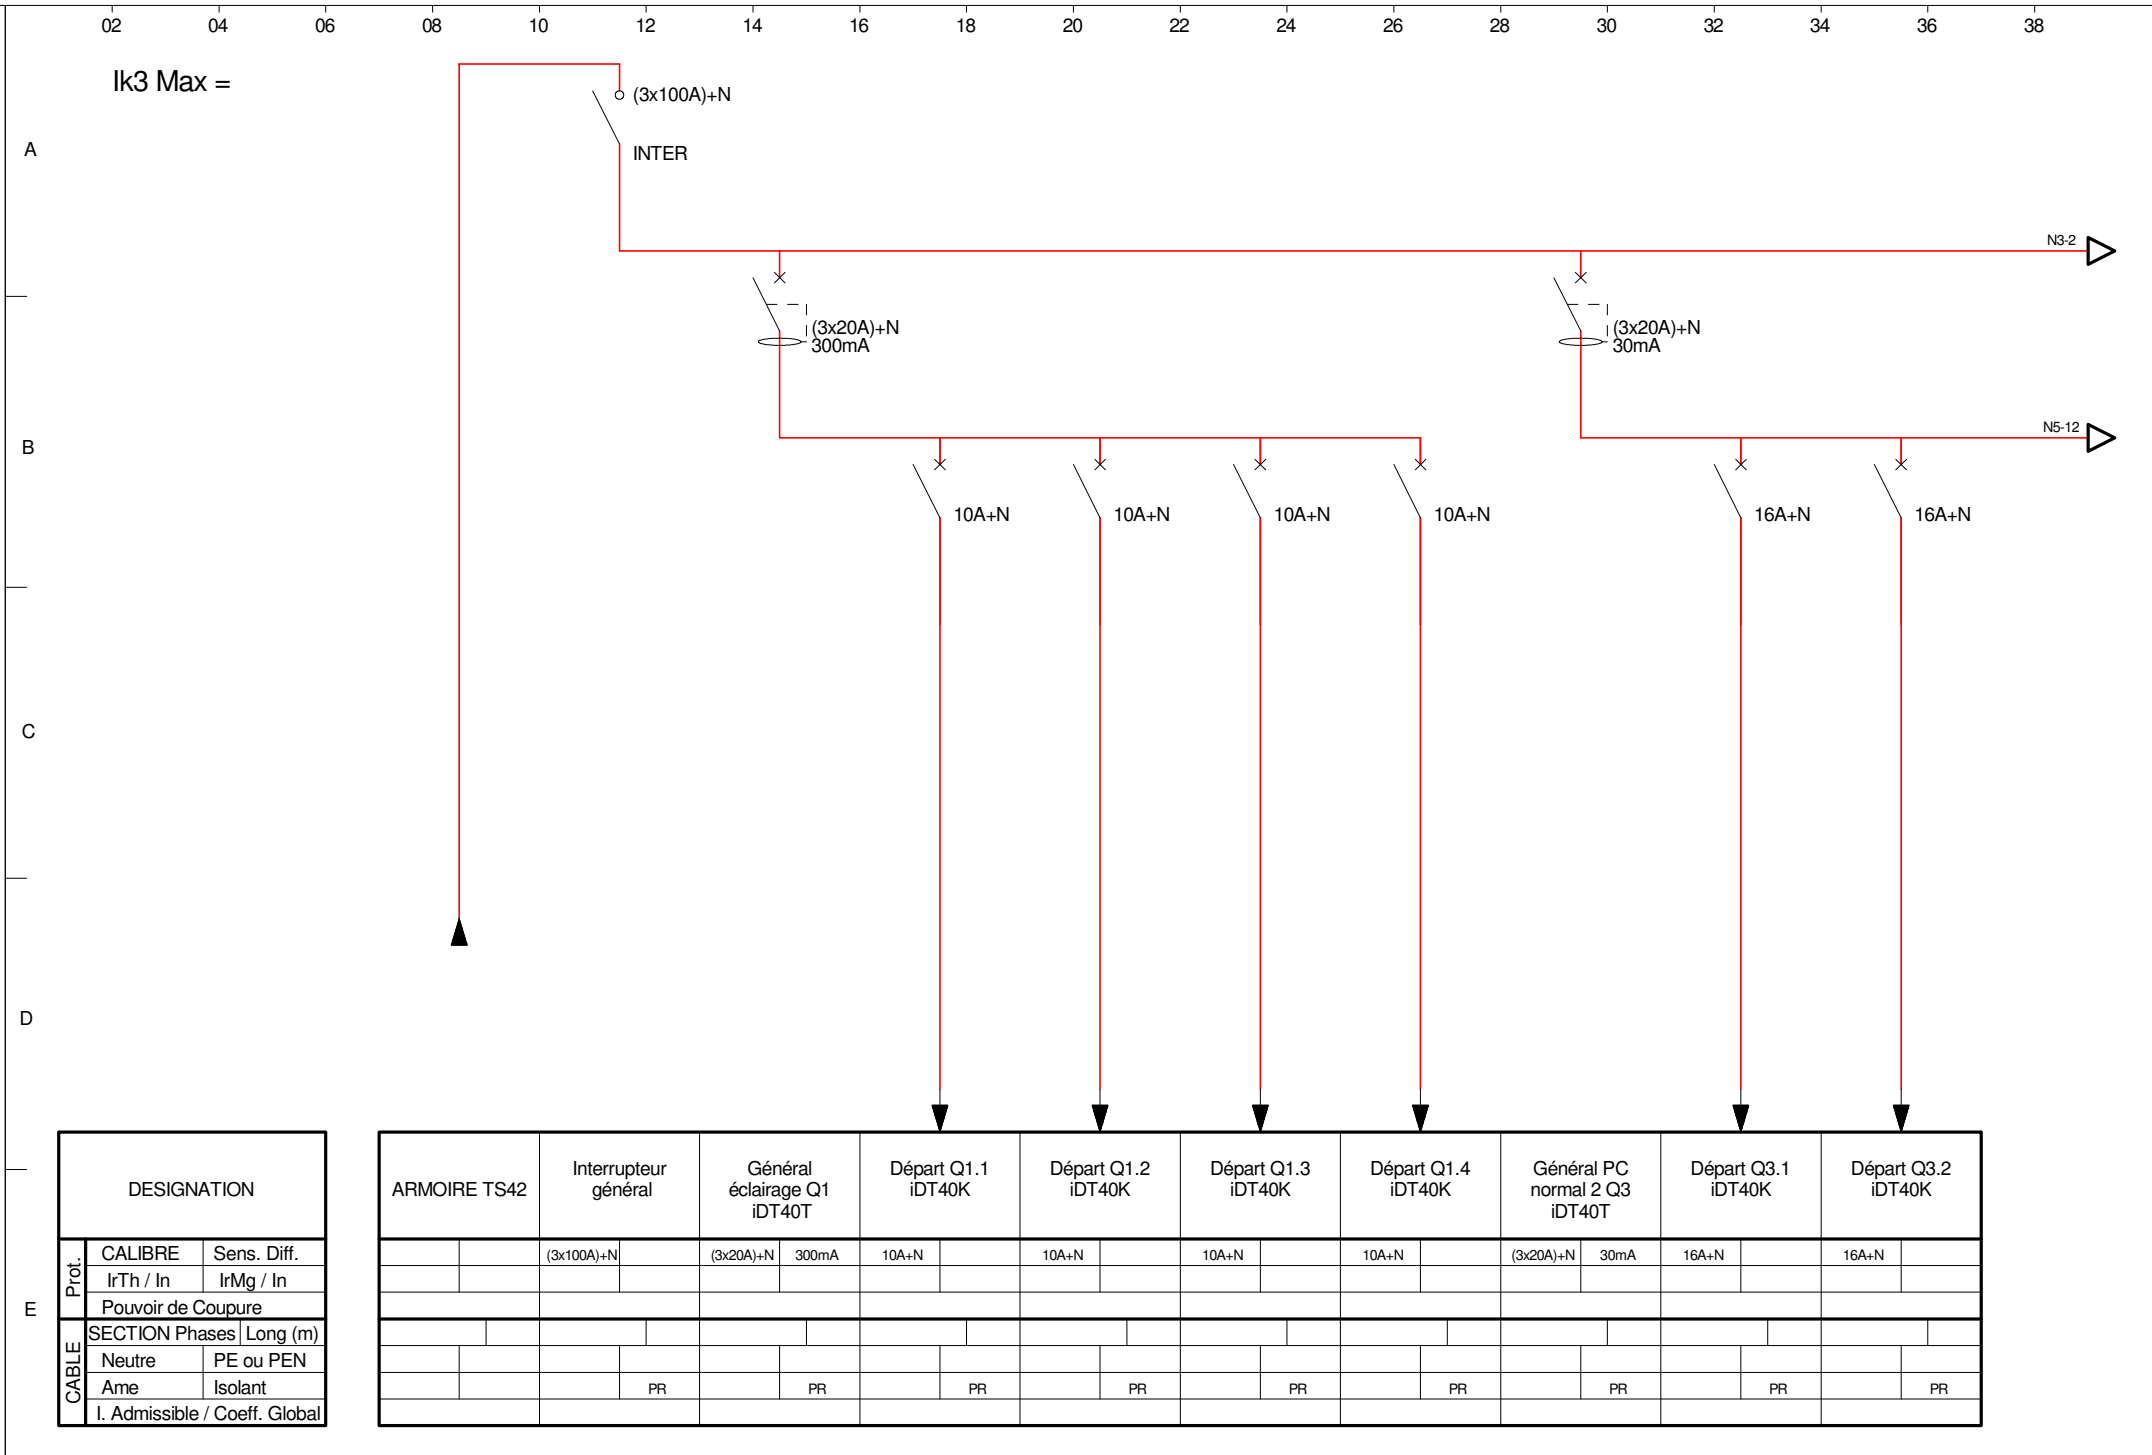 02 04 06 08 10 12 14 16 18 20 22 24 26 28 30 32 34 36 38
Ik3 Max =
(3x100A)+N
A
INTER
N3-2
(3x20A)+N
300mA
(3x20A)+N
30mA
N5-12
B
10A+N 10A+N 10A+N 10A+N 16A+N 16A+N
C
D
DESIGNATION
ARMOIRE TS42
Interrupteur
général
Général
éclairage Q1
iDT40T
Départ Q1.1
iDT40K
Départ Q1.2
iDT40K
Départ Q1.3
iDT40K
Départ Q1.4
iDT40K
Général PC
normal 2 Q3
iDT40T
Départ Q3.1
iDT40K
Départ Q3.2
iDT40K
Prot.
CALIBRE Sens. Diff. (3x100A)+N (3x20A)+N 300mA 10A+N 10A+N 10A+N 10A+N (3x20A)+N 30mA 16A+N 16A+N
IrTh / In IrMg / In
E
Pouvoir de Coupure
CABLE
SECTION Phases Long (m)
Neutre PE ou PEN
Ame Isolant PR PR PR PR PR PR PR PR PR
I. Admissible / Coeff. Global